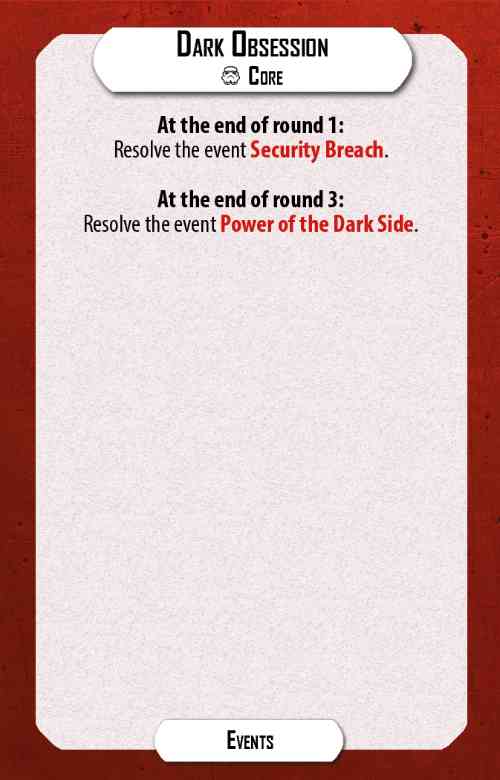 Dark Obsession
Core
At the end of round 1:
Resolve the event Security Breach.
At the end of round 3:
Resolve the event Power of the Dark Side.
Events